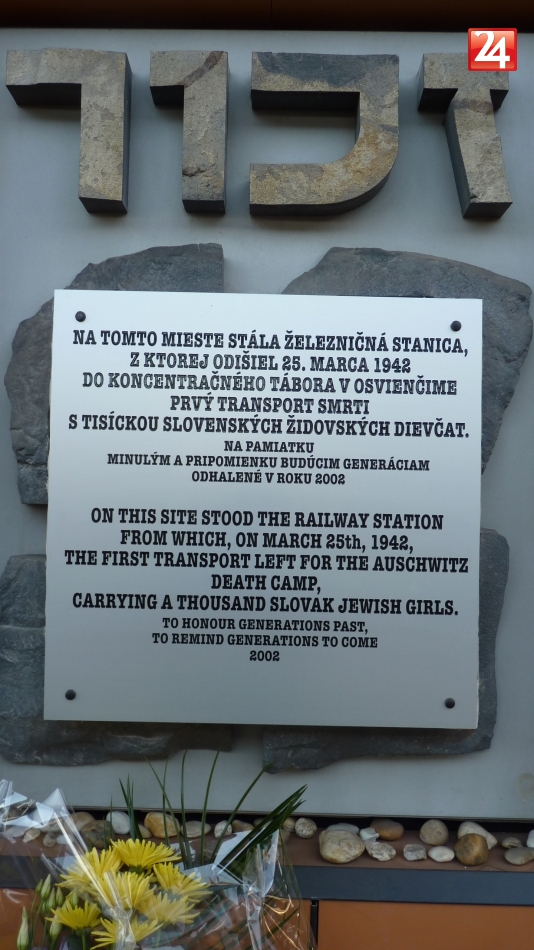 24
זכור
NA TOMTO MIESTE STÁLA ŽELEZNIČNÁ STANICA,
Z KTOREJ ODIŠIEL 25. MARCA 1942
DO KONCENTRAČNÉHO TÁBORA V OSVIENČIME
PRVÝ TRANSPORT SMRTI
S TISÍCKOU SLOVENSKÝCH ŽIDOVSKÝCH DIEVČAT.
NA PAMIATKU
MINULÝM A PRIPOMIENKU BUDÚCIM GENERÁCIAM
ODHALENÉ V ROKU 2002
ON THIS SITE STOOD THE RAILWAY STATION
FROM WHICH, ON MARCH 25th, 1942,
THE FIRST TRANSPORT LEFT FOR THE AUSCHWITZ
DEATH CAMP,
CARRYING A THOUSAND SLOVAK JEWISH GIRLS.
TO HONOUR GENERATIONS PAST,
TO REMIND GENERATIONS TO COME
2002